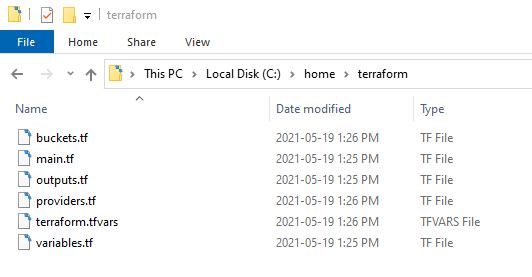 terraform
File Home Share View
This PC Local Disk (C:) home terraform
Name Date modified Type
buckets.tf 2021-05-19 1:26 PM TF File
main.tf 2021-05-19 1:25 PM TF File
outputs.tf 2021-05-19 1:25 PM TF File
providers.tf 2021-05-19 1:26 PM TF File
terraform.tfvars 2021-05-19 1:26 PM TFVARS File
variables.tf 2021-05-19 1:25 PM TF File